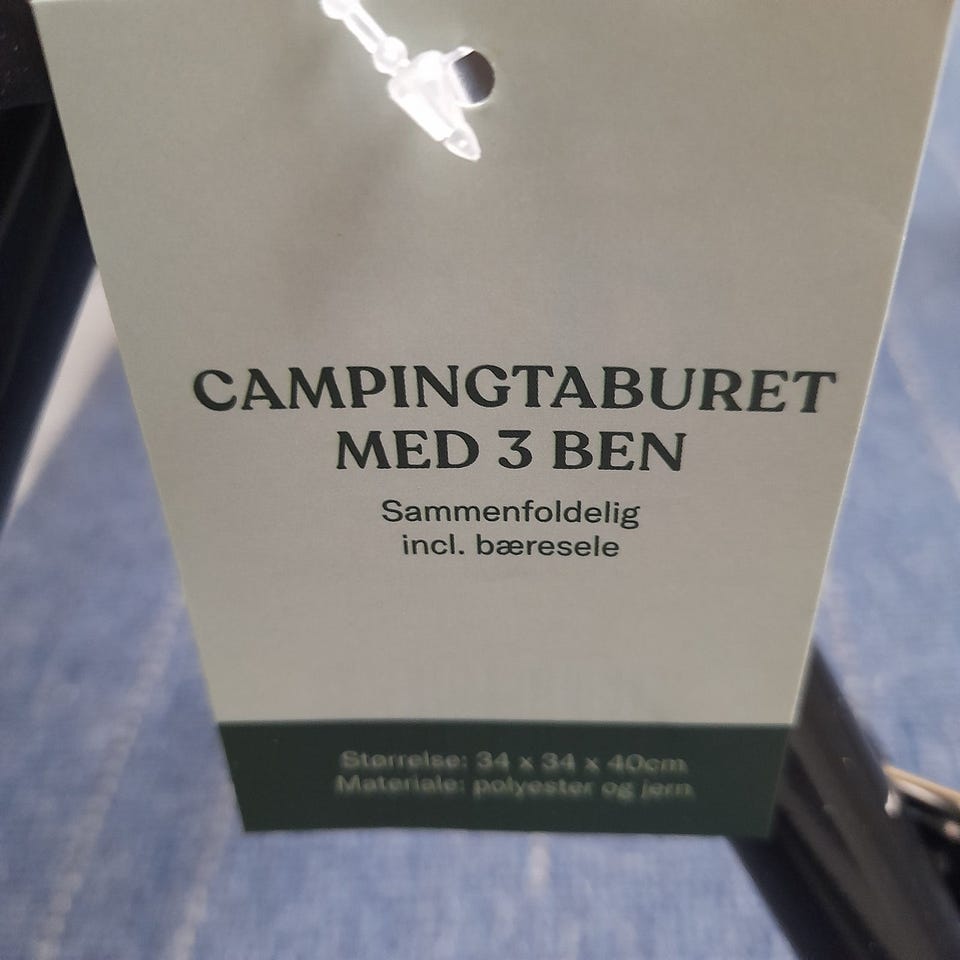 CAMPINGTABURET
MED 3 BEN
Sammenfoldelig
incl. bæresele
Størrelse: 34 x 34 x 40cm
Materiale: polyester og jern